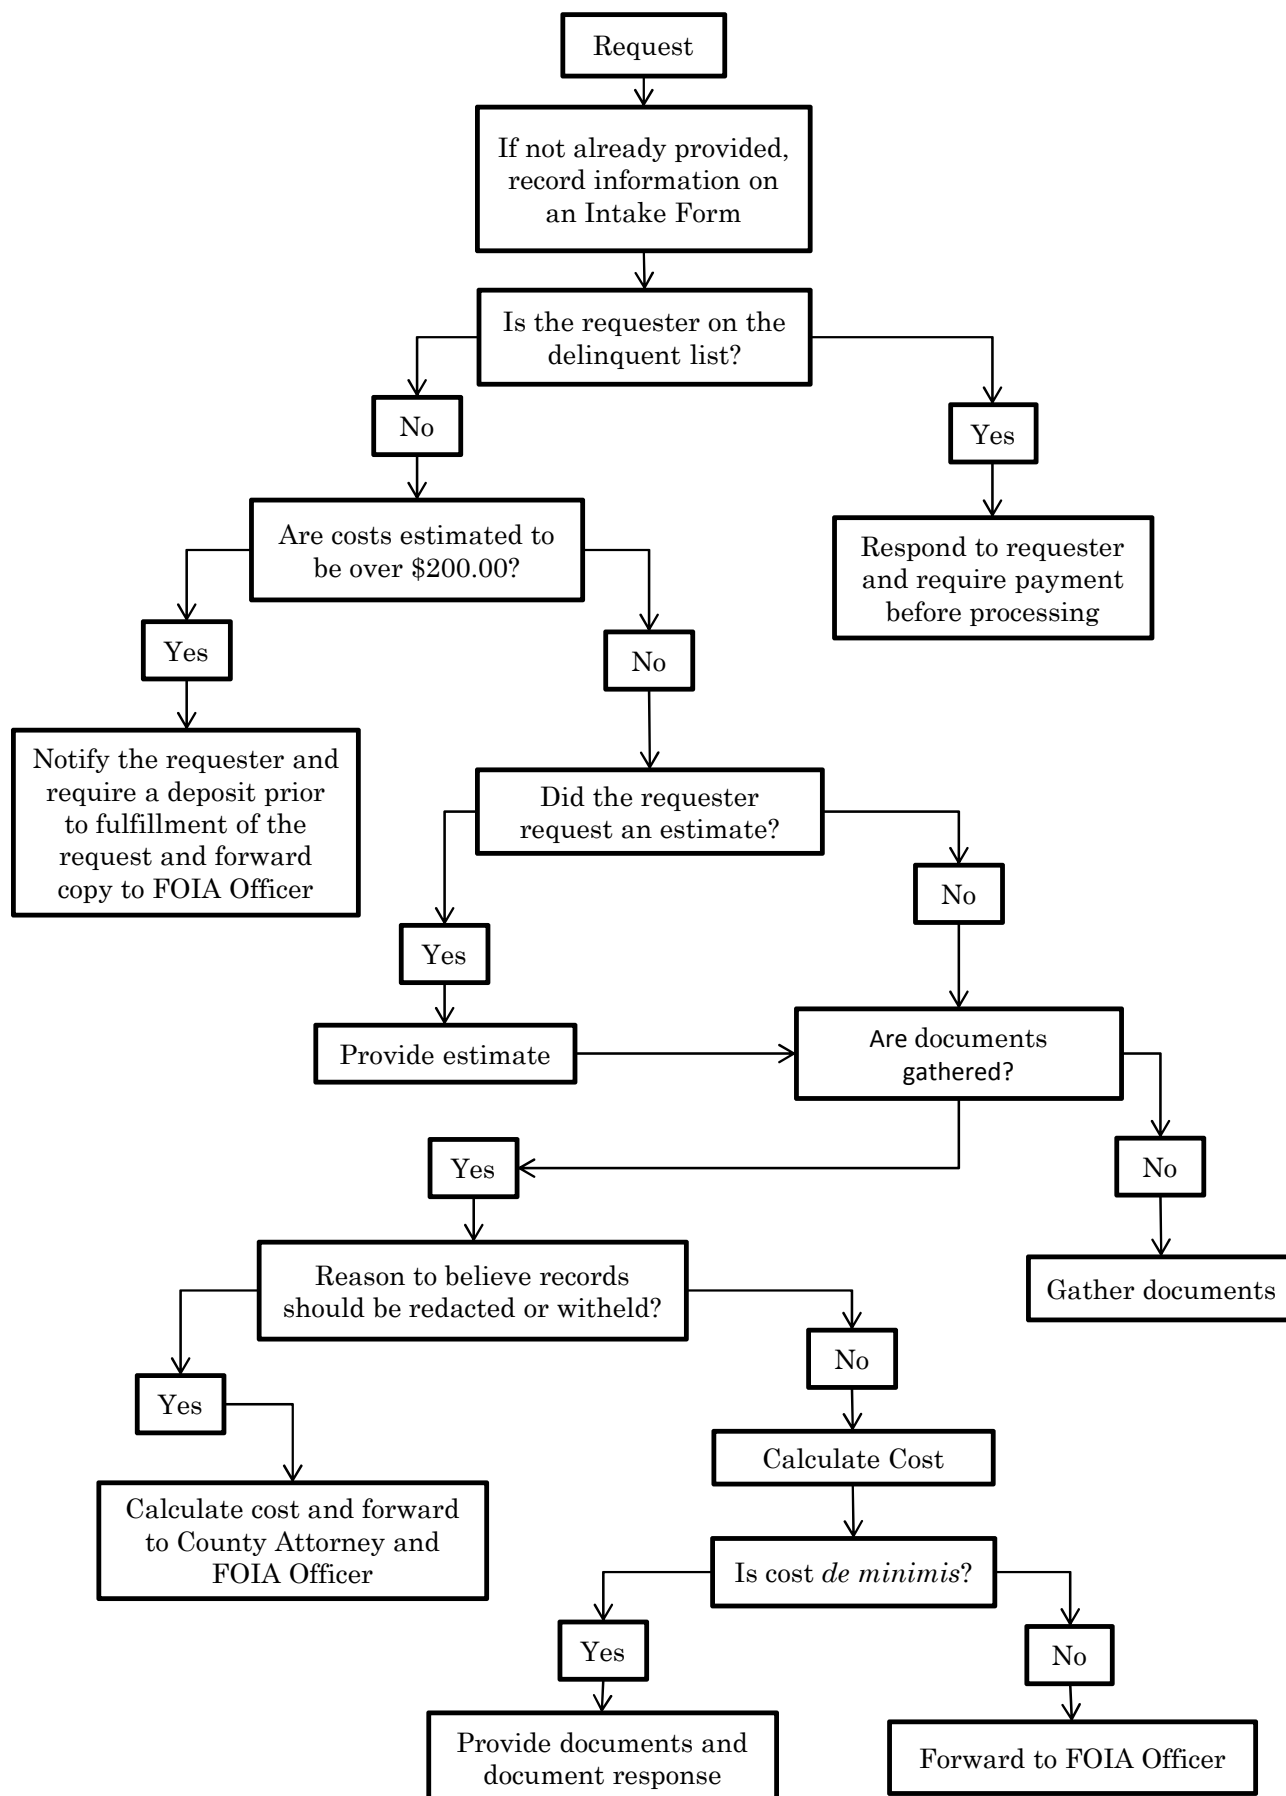 Request
If not already provided,
record information on
an Intake Form
Is the requester on the
delinquent list?
No
Yes
Are costs estimated to
be over $200.00?
Respond to requester
and require payment
before processing
Yes
No
Notify the requester and
require a deposit prior
to fulfillment of the
request and forward
copy to FOIA Officer
Did the requester
request an estimate?
No
Yes
Provide estimate
Are documents
gathered?
Yes
No
Reason to believe records
should be redacted or witheld?
Gather documents
No
Yes
Calculate Cost
Calculate cost and forward
to County Attorney and
FOIA Officer
Is cost de minimis?
Yes
No
Provide documents and
document response
Forward to FOIA Officer